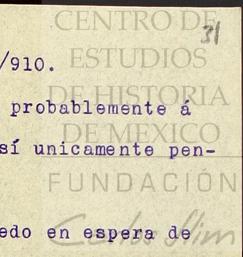 CENTRO DE
31
ESTUDIOS
/910.
DE HISTORIA
probablemente á
DE MEXICO
sí unicamente pen-
FUNDACIÓN
edo en espera de
Carlos Slim